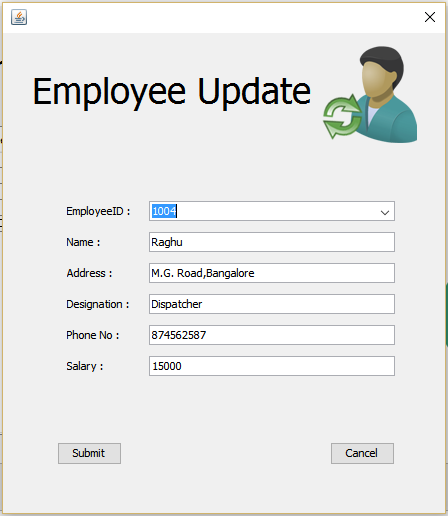 Employee Update
EmployeeID : 1004
Name : Raghu
Address : M.G. Road,Bangalore
Designation : Dispatcher
Phone No : 874562587
Salary : 15000
Submit Cancel